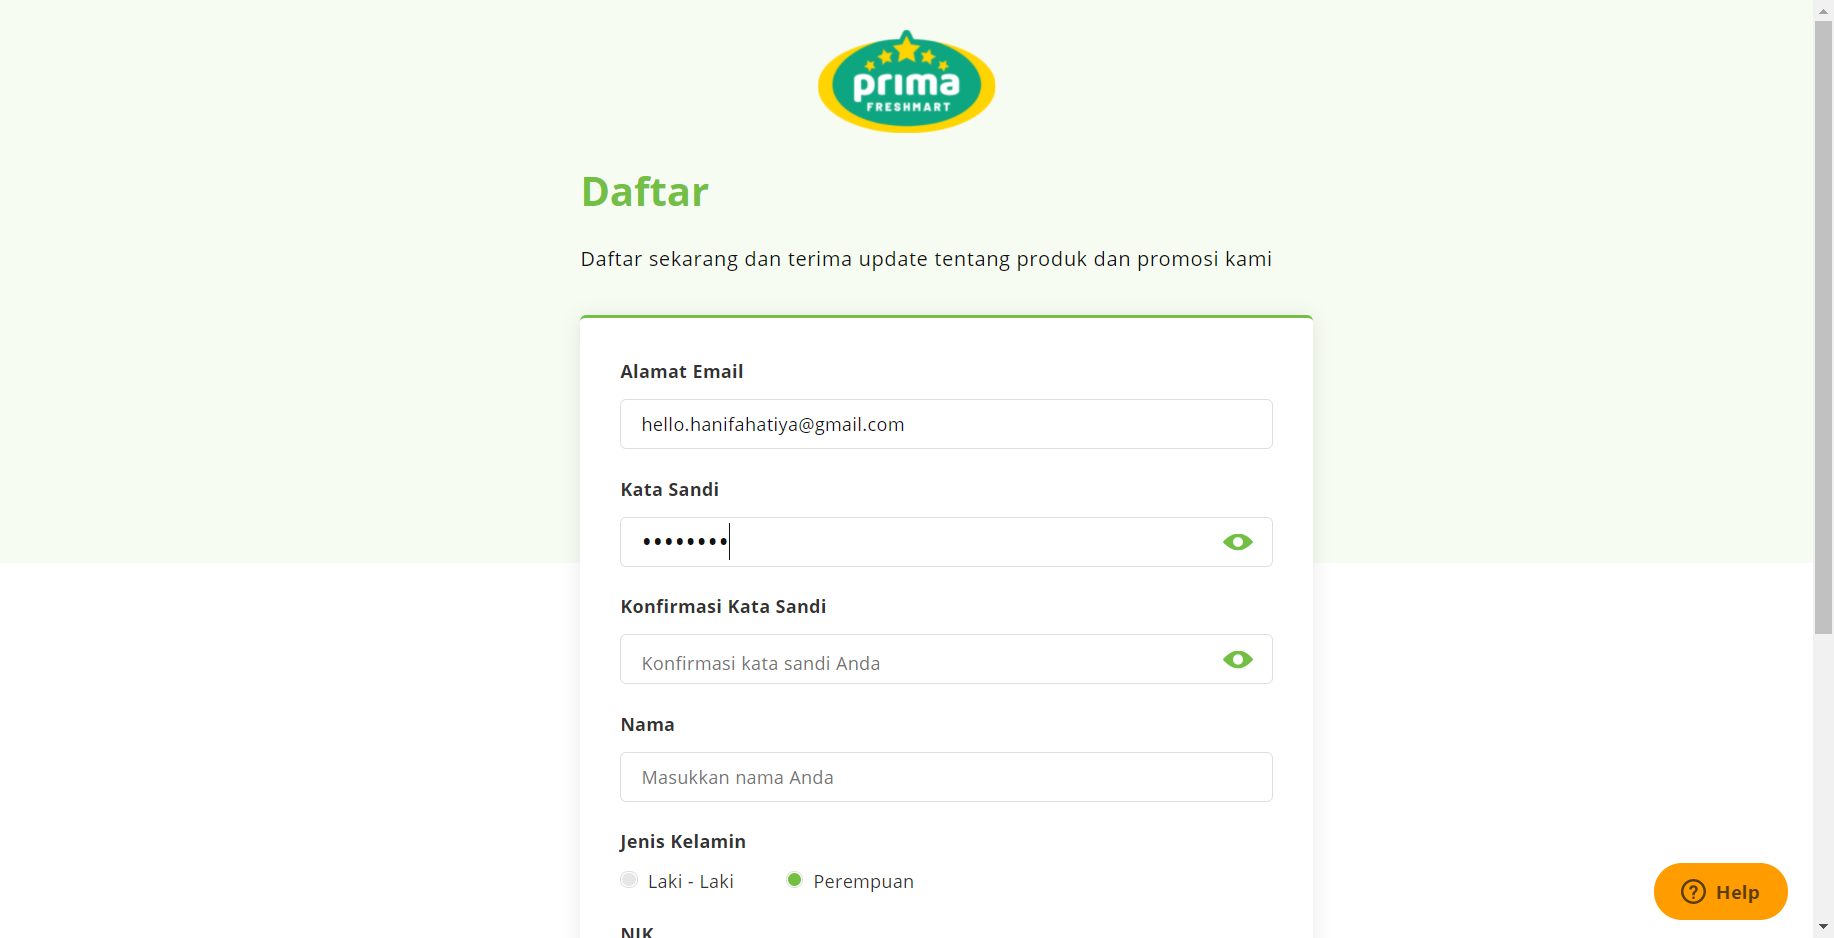 prima
FRESHMART
Daftar
Daftar sekarang dan terima update tentang produk dan promosi kami
Alamat Email
hello.hanifahatiya@gmail.com
Kata Sandi
••••••••
Konfirmasi Kata Sandi
Konfirmasi kata sandi Anda
Nama
Masukkan nama Anda
Jenis Kelamin
Laki - Laki Perempuan
Help
NIK